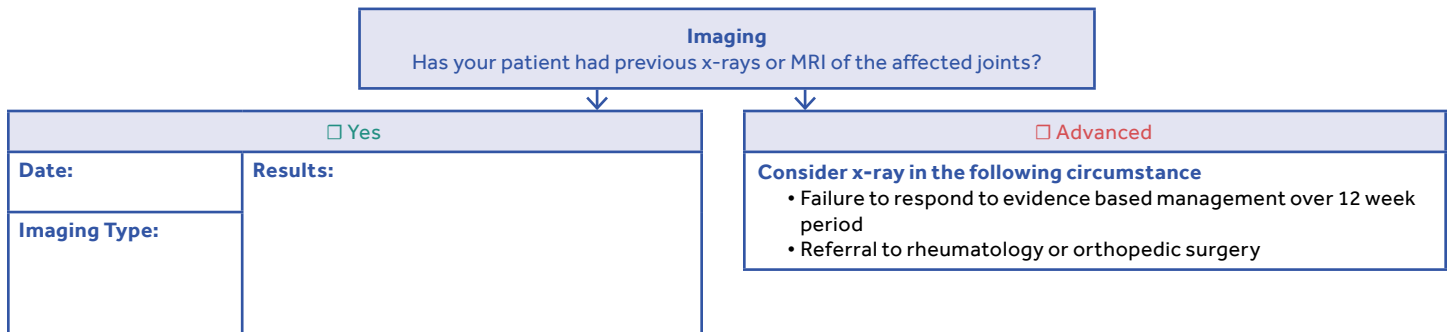 Imaging
Has your patient had previous x-rays or MRI of the affected joints?
☐ Yes
Date:
Results:
Imaging Type:
☐ Advanced
Consider x-ray in the following circumstance
• Failure to respond to evidence based management over 12 week
period
• Referral to rheumatology or orthopedic surgery